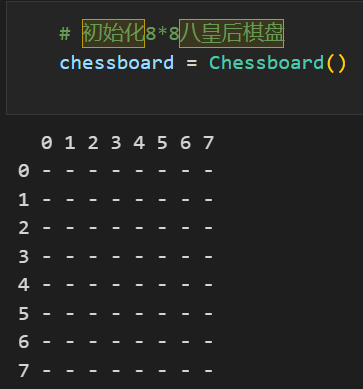 # 初始化8*8八皇后棋盘
chessboard = Chessboard()
0 1 2 3 4 5 6 7
0 - - - - - - - -
1 - - - - - - - -
2 - - - - - - - -
3 - - - - - - - -
4 - - - - - - - -
5 - - - - - - - -
6 - - - - - - - -
7 - - - - - - - -